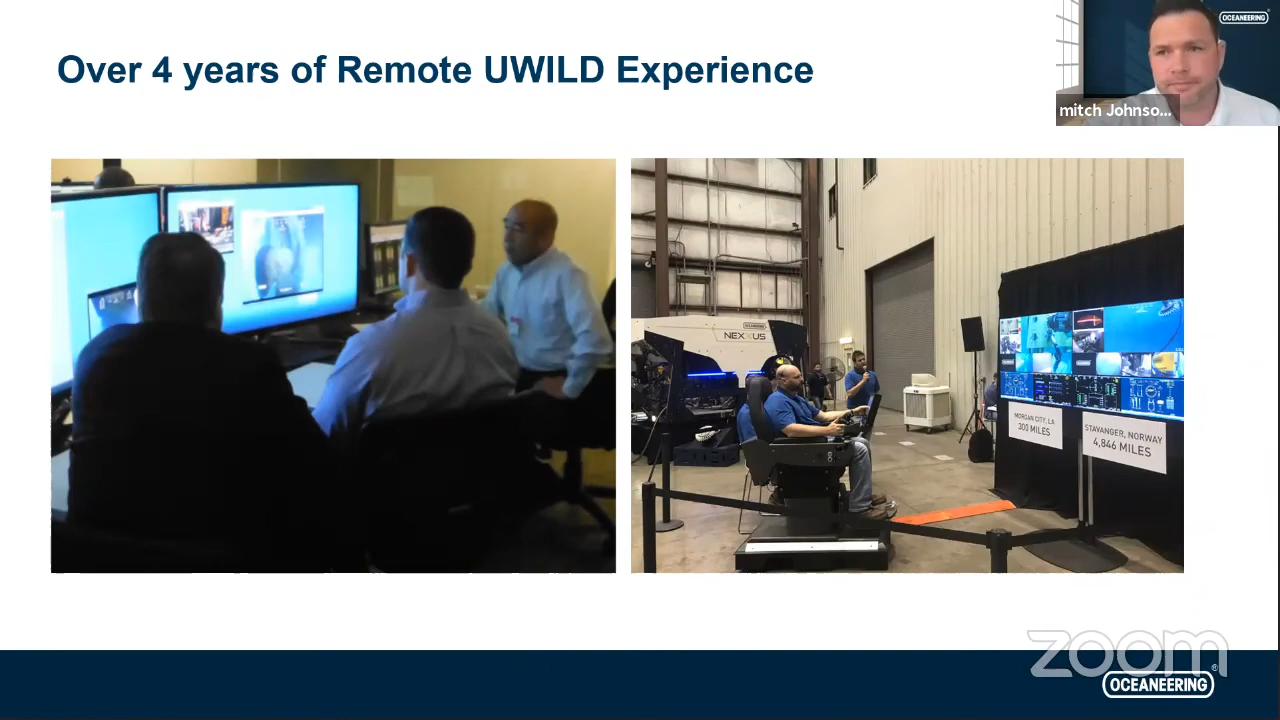 Over 4 years of Remote UWILD Experience
OCEANEERING
mitch Johnso...
OCEANEERING
NEXXUS
MORGAN CITY, LA
300 MILES
STAVANGER, NORWAY
4,846 MILES
zoom
OCEANEERING